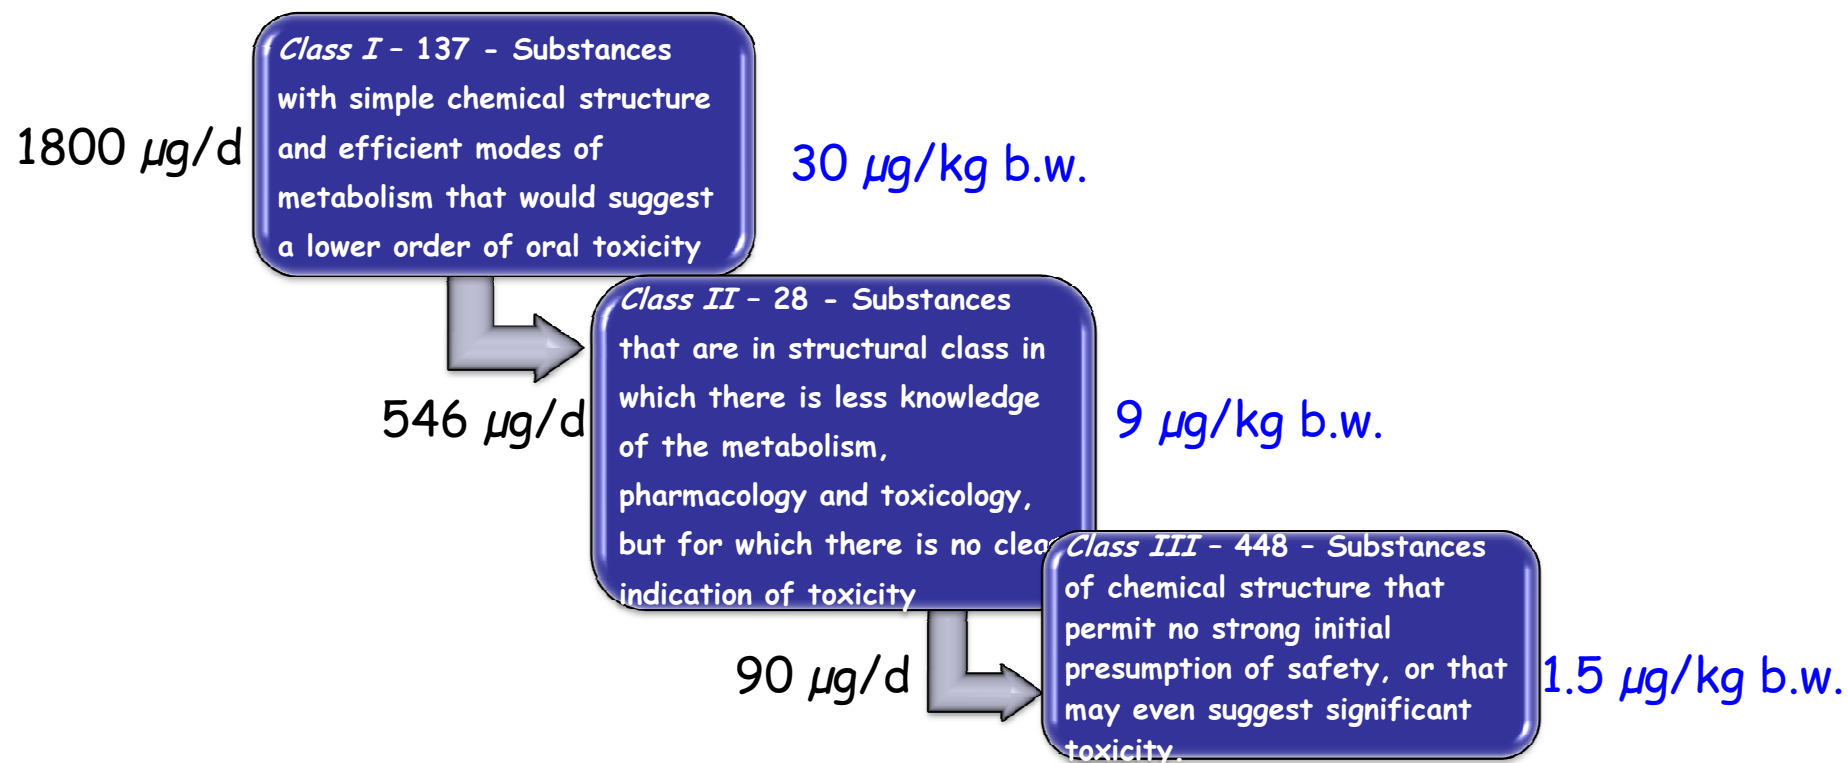 Class I – 137 - Substances
with simple chemical structure
and efficient modes of
metabolism that would suggest
a lower order of oral toxicity
1800 µg/d
30 µg/kg b.w.
Class II – 28 - Substances
that are in structural class in
which there is less knowledge
of the metabolism,
pharmacology and toxicology,
but for which there is no clea
indication of toxicity
546 µg/d
9 µg/kg b.w.
Class III – 448 – Substances
of chemical structure that
permit no strong initial
presumption of safety, or that
may even suggest significant
toxicity.
90 µg/d
1.5 µg/kg b.w.